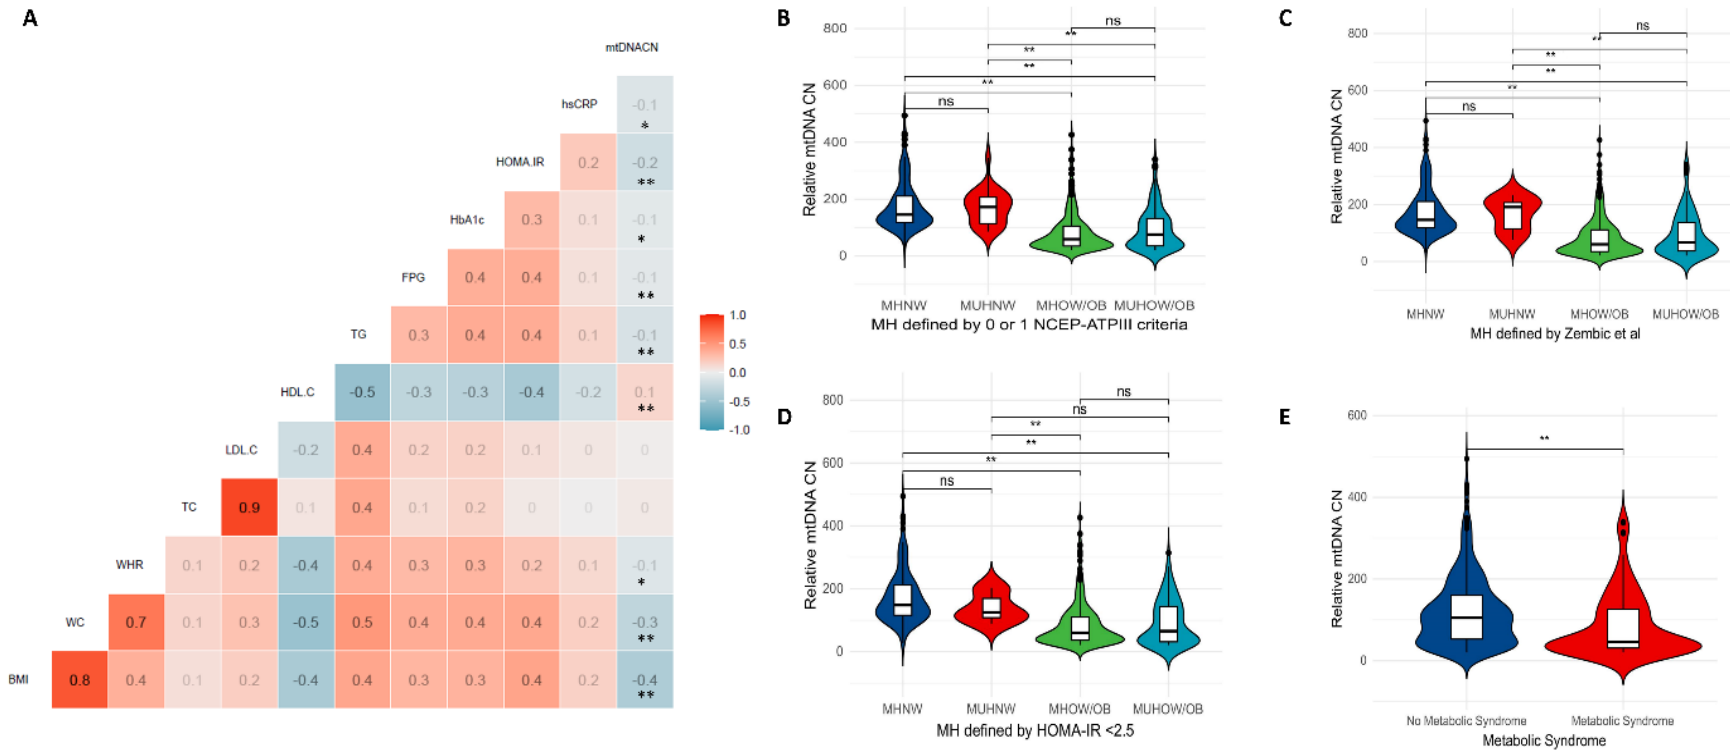 A
mtDNACN
hsCRP -0.1
*
HOMA.IR 0.2 -0.2
**
HbA1c 0.3 0.1 -0.1
*
FPG 0.4 0.4 0.1 -0.1
**
TG 0.3 0.4 0.4 0.1 -0.1
**
HDL.C -0.5 -0.3 -0.3 -0.4 -0.2 0.1
**
LDL.C -0.2 0.4 0.2 0.2 0.1 0 0
TC 0.9 0.1 0.4 0.1 0.2 0 0 0
WHR 0.1 0.2 -0.4 0.4 0.3 0.3 0.2 0.1 -0.1
*
WC 0.7 0.1 0.3 -0.5 0.5 0.4 0.4 0.4 0.2 -0.3
**
BMI 0.8 0.4 0.1 0.2 -0.4 0.4 0.3 0.3 0.4 0.2 -0.4
**
1.0
0.5
0.0
-0.5
-1.0
B
Relative mtDNA CN
800
600
400
200
0
ns
**
**
**
**
ns
MHNW MUHNW MHOW/OB MUHOW/OB
MH defined by 0 or 1 NCEP-ATPIII criteria
C
Relative mtDNA CN
800
600
400
200
0
ns
**
**
**
**
ns
MHNW MUHNW MHOW/OB MUHOW/OB
MH defined by Zembic et al
D
Relative mtDNA CN
800
600
400
200
0
ns
ns
**
**
**
ns
MHNW MUHNW MHOW/OB MUHOW/OB
MH defined by HOMA-IR <2.5
E
Relative mtDNA CN
600
400
200
0
**
No Metabolic Syndrome Metabolic Syndrome
Metabolic Syndrome